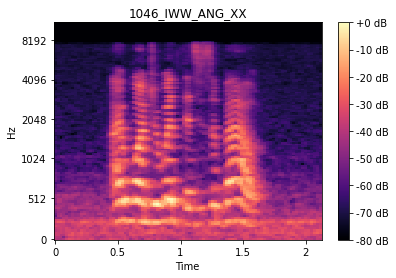 1046_IWW_ANG_XX
+0 dB
8192
-10 dB
4096
-20 dB
-30 dB
2048
Hz
-40 dB
1024
-50 dB
512
-60 dB
-70 dB
0
-80 dB
0
0.5
1
1.5
2
Time